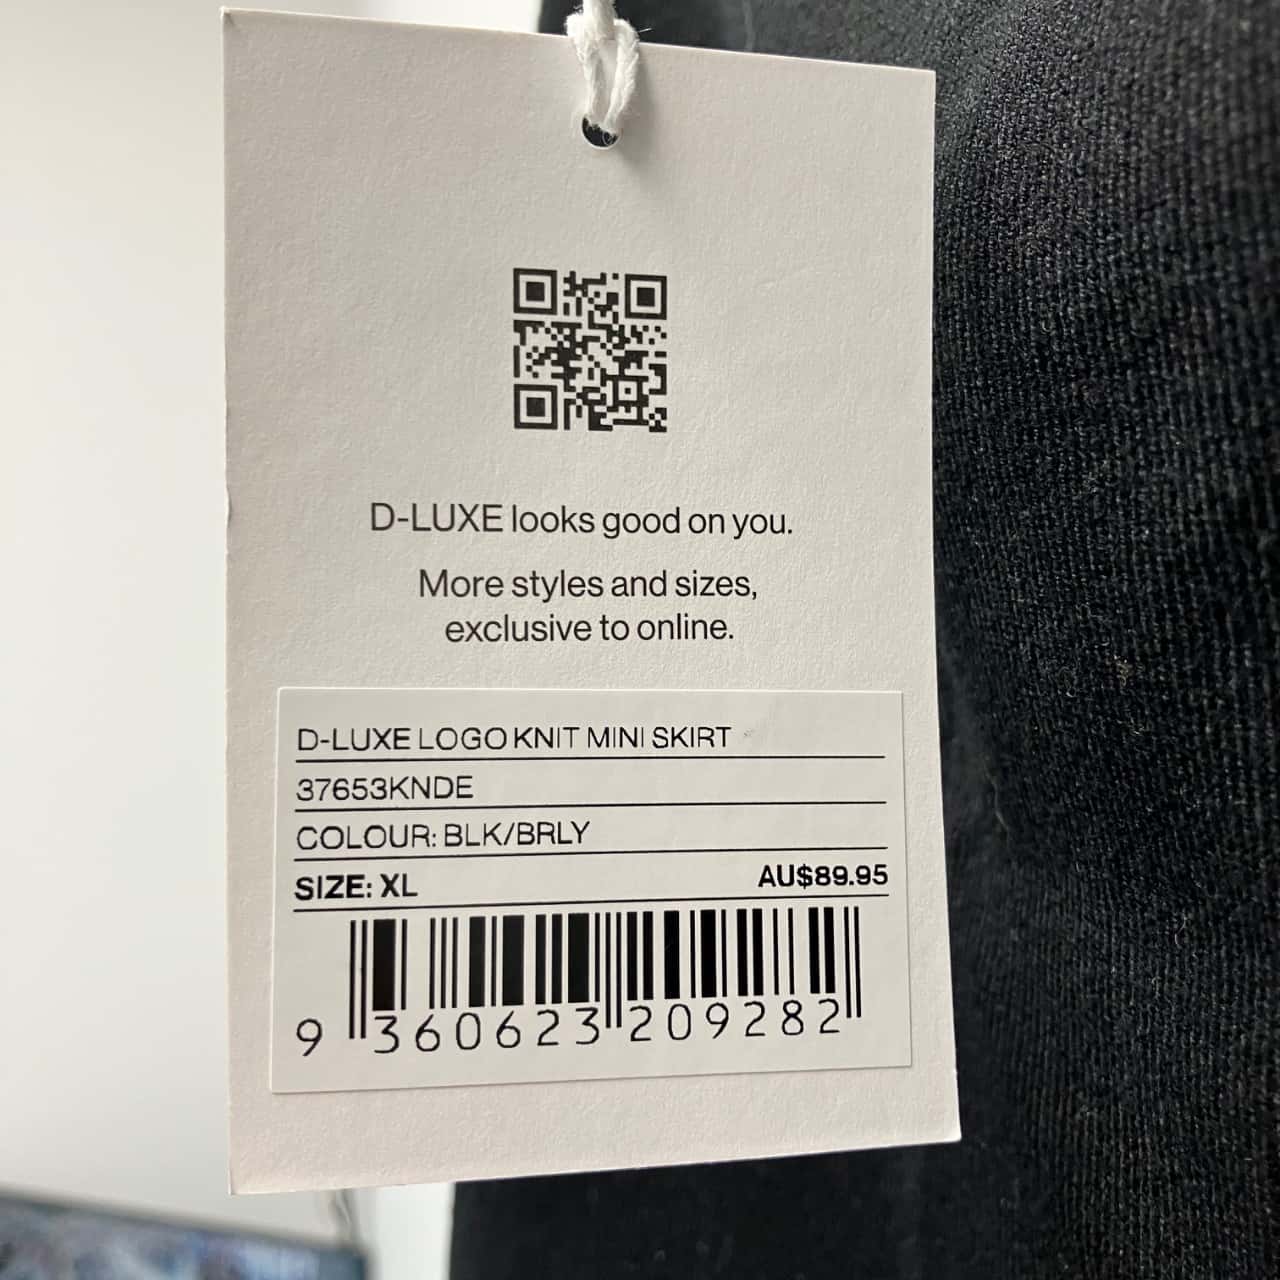 D-LUXE looks good on you.
More styles and sizes,
exclusive to online.
D-LUXE LOGO KNIT MINI SKIRT
37653KNDE
COLOUR: BLK/BRLY
SIZE: XL AU$89.95
9 360623 209282